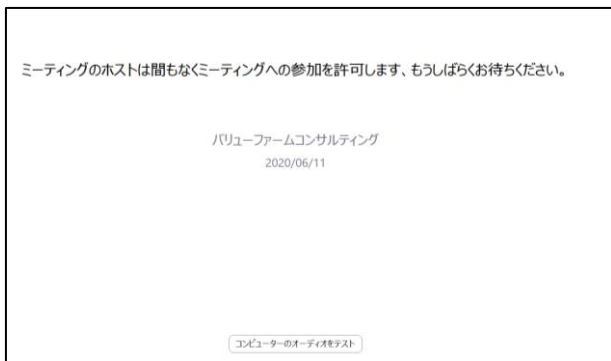 ミーティングのホストは間もなくミーティングへの参加を許可します、もうしばらくお待ちください。
バリューファームコンサルティング
2020/06/11
コンピューターのオーディオをテスト